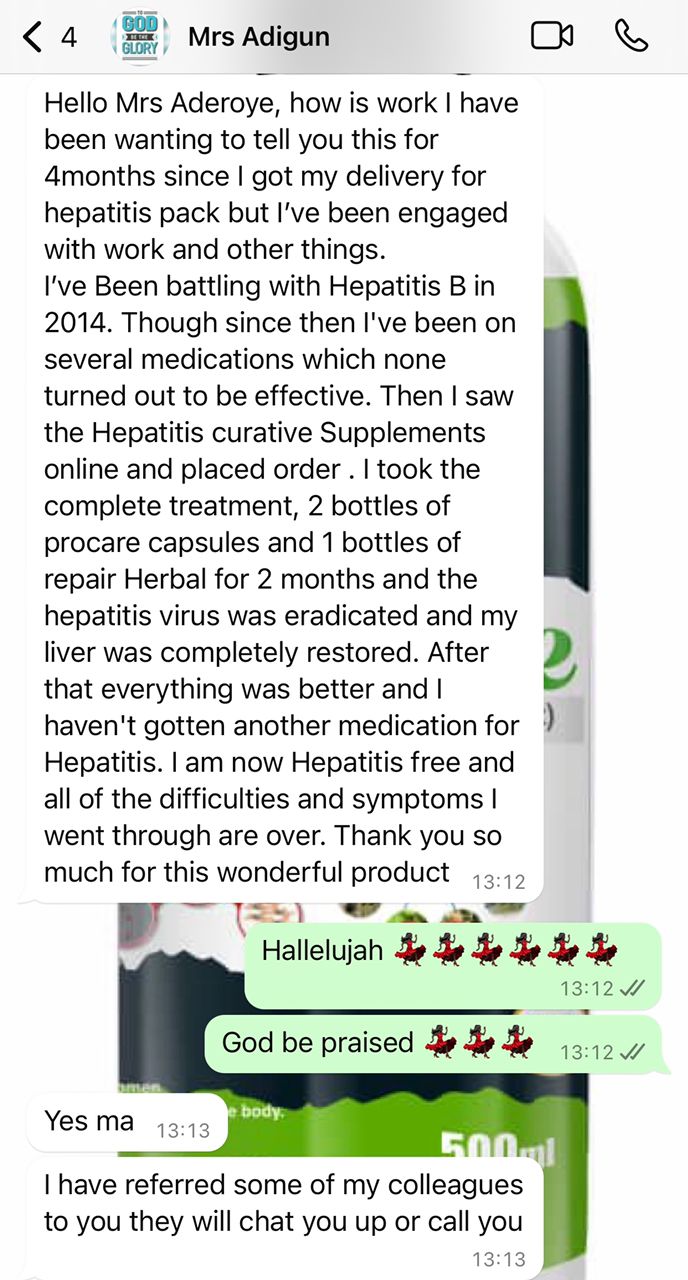 4
TO
GOD
BE THE
GLORY
Mrs Adigun
Hello Mrs Aderoye, how is work I have
been wanting to tell you this for
4months since I got my delivery for
hepatitis pack but I’ve been engaged
with work and other things.
I’ve Been battling with Hepatitis B in
2014. Though since then I've been on
several medications which none
turned out to be effective. Then I saw
the Hepatitis curative Supplements
online and placed order . I took the
complete treatment, 2 bottles of
procare capsules and 1 bottles of
repair Herbal for 2 months and the
hepatitis virus was eradicated and my
liver was completely restored. After
that everything was better and I
haven't gotten another medication for
Hepatitis. I am now Hepatitis free and
all of the difficulties and symptoms I
went through are over. Thank you so
much for this wonderful product 13:12
Hallelujah 💃💃💃💃💃💃
13:12
God be praised 💃💃💃 13:12
Yes ma 13:13
e body.
500ml
I have referred some of my colleagues
to you they will chat you up or call you
13:13